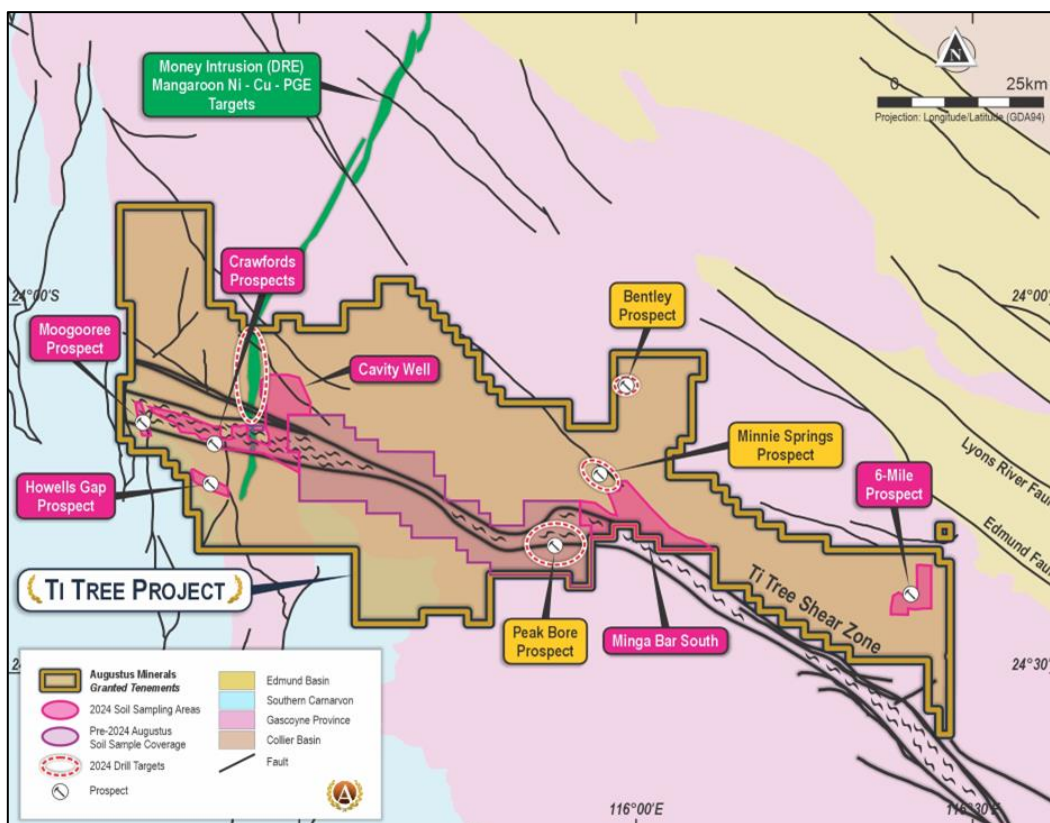 Money Intrusion (DRE)
Mangaroon Ni - Cu - PGE
Targets
N
0 25km
Projection: Longitude/Latitude (GDA94)
Crawfords
Prospects
24°00'S
24°00'
Bentley
Prospect
Moogooree
Prospect
Cavity Well
Minnie Springs
Prospect
Lyons River Fault
6-Mile
Prospect
Howells Gap
Prospect
Edmund Fau
TI TREE PROJECT
Ti Tree Shear Zone
Peak Bore
Prospect
Minga Bar South
24°30'
Augustus Minerals
Granted Tenements
2024 Soil Sampling Areas
Pre-2024 Augustus
Soil Sample Coverage
2024 Drill Targets
Prospect
Edmund Basin
Southern Carnarvon
Gascoyne Province
Collier Basin
Fault
A
116°00'E
116°30'E